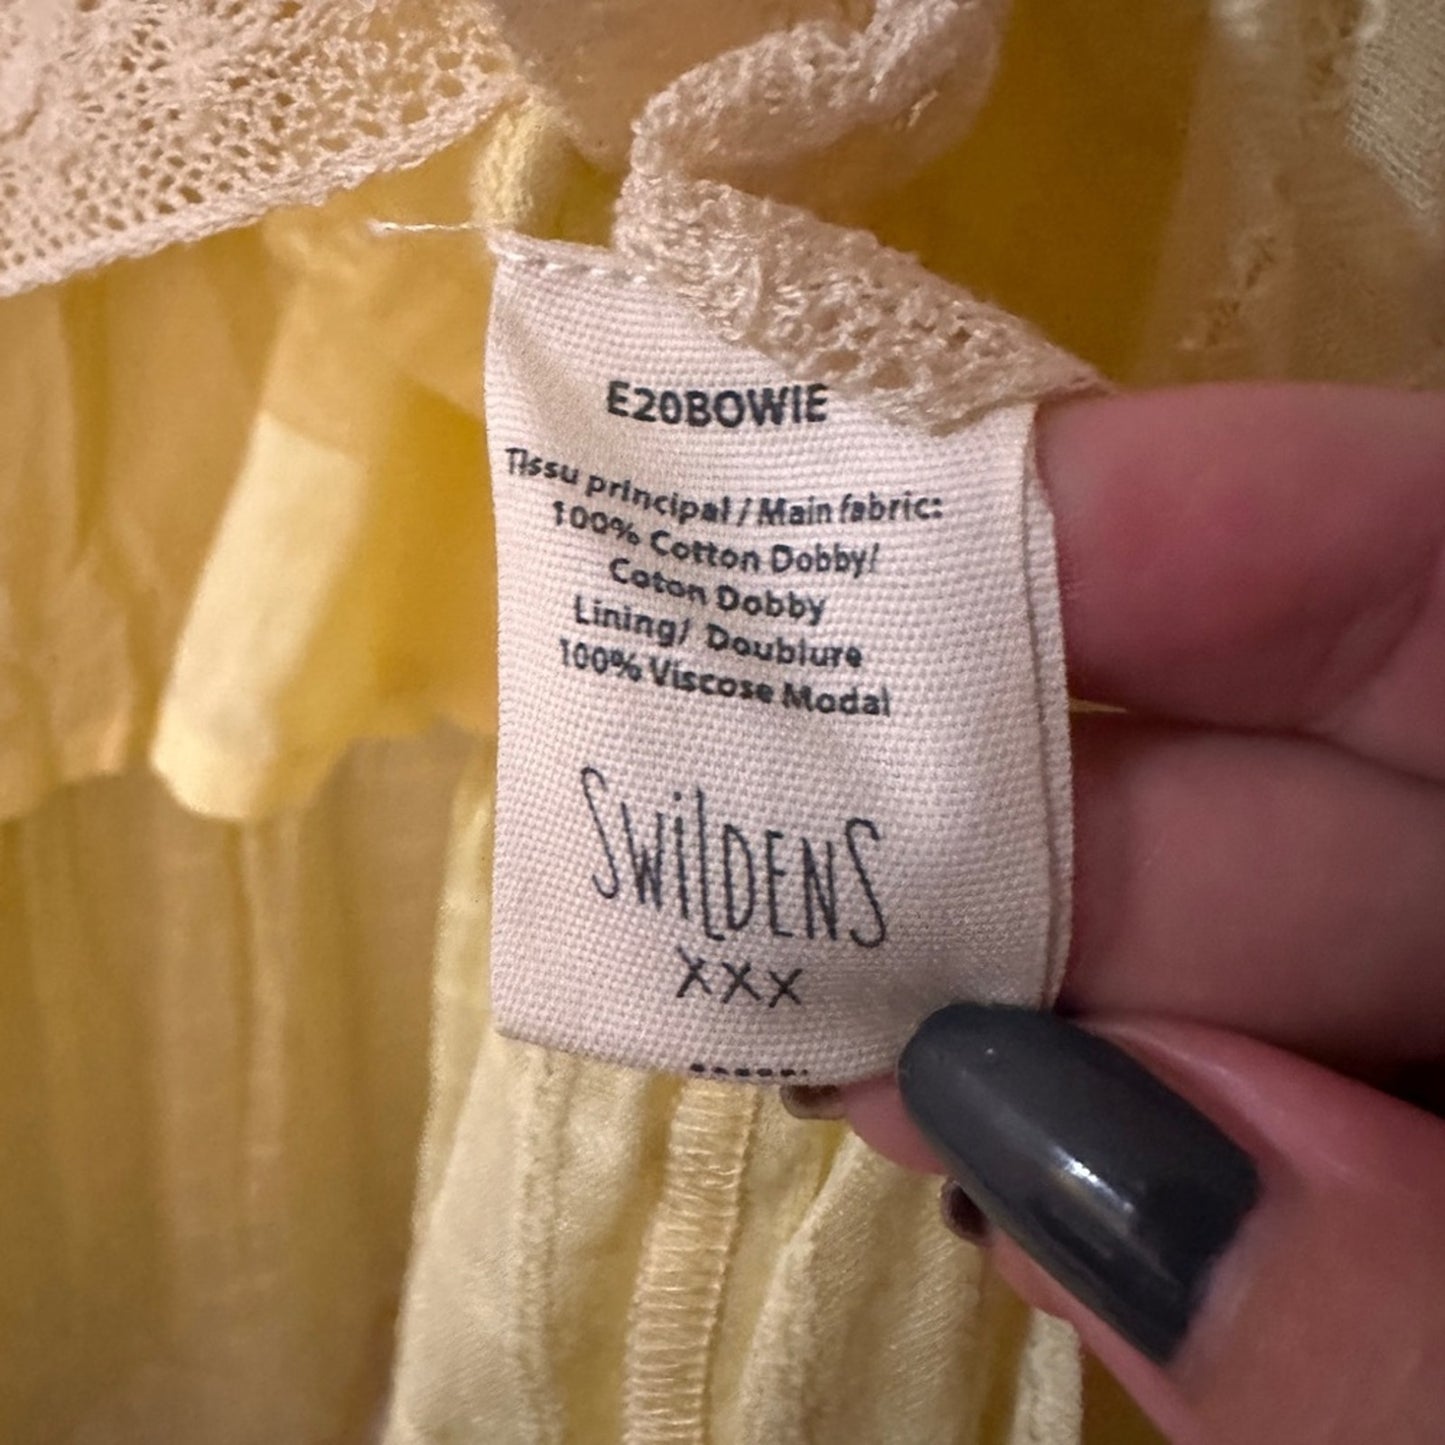 E20BOWIE
Tissu principal / Main fabric:
100% Cotton Dobby/
Coton Dobby
Lining/ Doublure
100% Viscose Modal
SWiLDENS
XXX